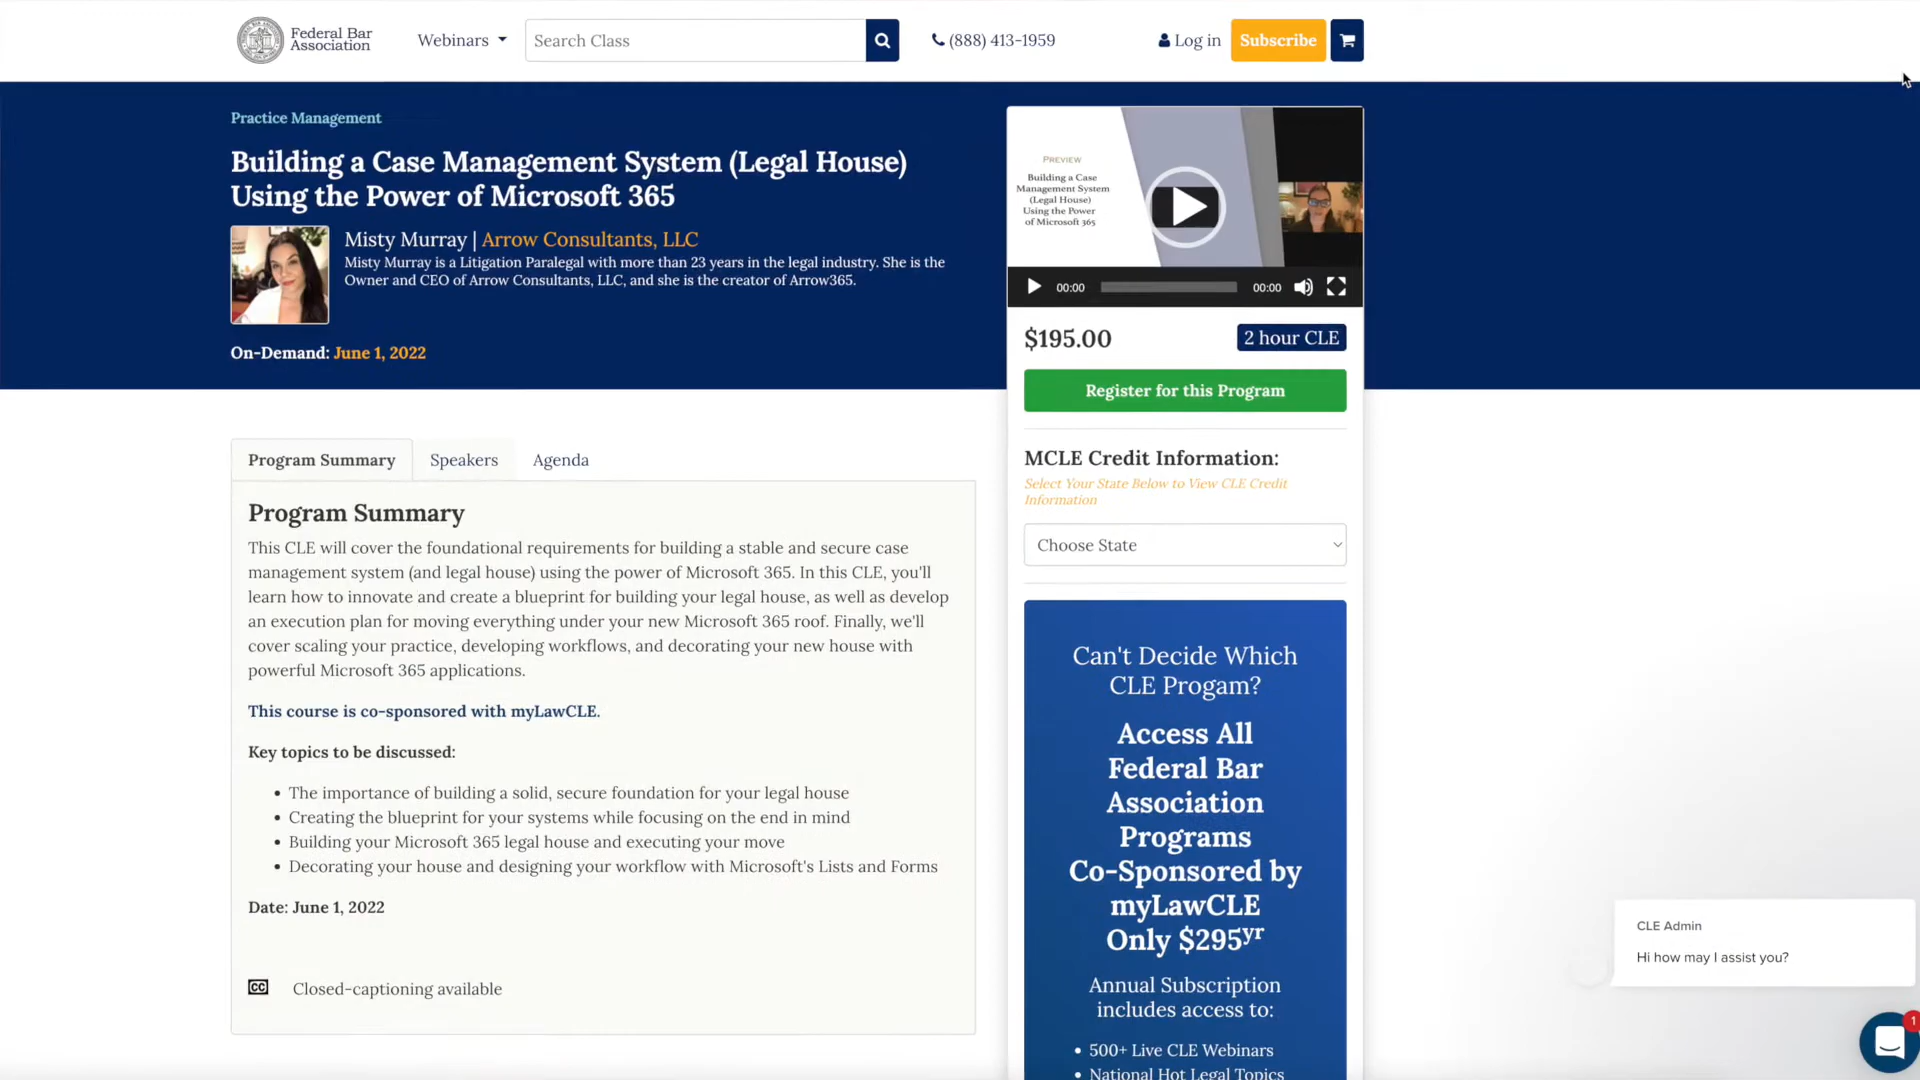 Federal Bar
Association
Webinars
Search Class
(888) 413-1959
Log in
Subscribe
Practice Management
Building a Case Management System (Legal House)
Using the Power of Microsoft 365
Misty Murray | Arrow Consultants, LLC
Misty Murray is a Litigation Paralegal with more than 23 years in the legal industry. She is the
Owner and CEO of Arrow Consultants, LLC, and she is the creator of Arrow365.
On-Demand: June 1, 2022
PREVIEW
Building a Case
Management System
(Legal House)
Using the Power
of Microsoft 365
00:00
00:00
$195.00
2 hour CLE
Register for this Program
MCLE Credit Information:
Select Your State Below to View CLE Credit
Information
Choose State
Program Summary
Speakers
Agenda
Program Summary
This CLE will cover the foundational requirements for building a stable and secure case
management system (and legal house) using the power of Microsoft 365. In this CLE, you'll
learn how to innovate and create a blueprint for building your legal house, as well as develop
an execution plan for moving everything under your new Microsoft 365 roof. Finally, we'll
cover scaling your practice, developing workflows, and decorating your new house with
powerful Microsoft 365 applications.
This course is co-sponsored with myLawCLE.
Key topics to be discussed:
• The importance of building a solid, secure foundation for your legal house
• Creating the blueprint for your systems while focusing on the end in mind
• Building your Microsoft 365 legal house and executing your move
• Decorating your house and designing your workflow with Microsoft's Lists and Forms
Date: June 1, 2022
CC
Closed-captioning available
Can't Decide Which
CLE Progam?
Access All
Federal Bar
Association
Programs
Co-Sponsored by
myLawCLE
Only $295yr
Annual Subscription
includes access to:
• 500+ Live CLE Webinars
• National Hot Legal Topics
CLE Admin
Hi how may I assist you?
1